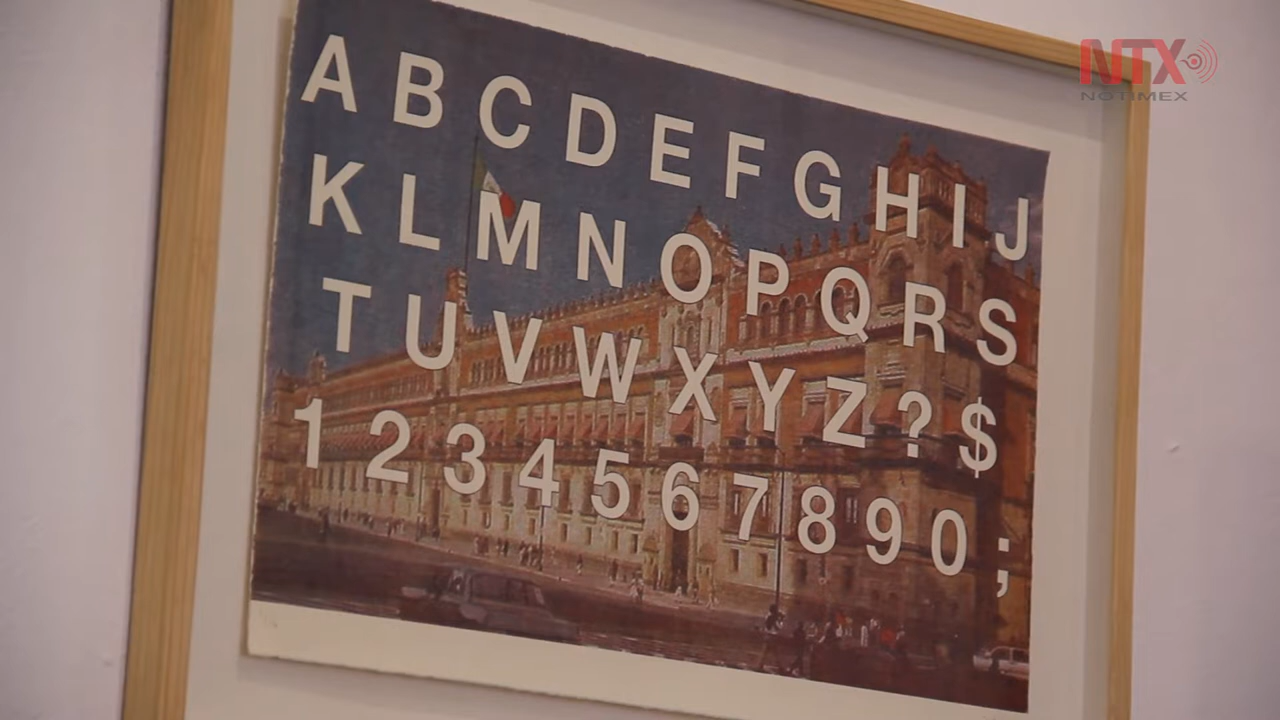 NTX
NOTIMEX
A B C D E F G H I J
K L M N O P Q R S
T U V W X Y Z ? $
1 2 3 4 5 6 7 8 9 0 ;